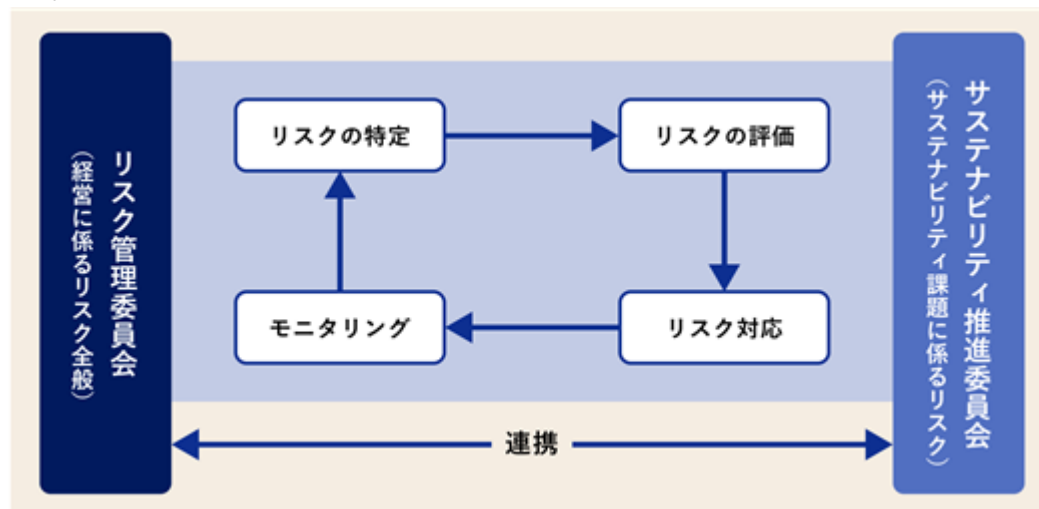 リスク管理委員会
(経営に係るリスク全般)
リスクの特定
リスクの評価
モニタリング
リスク対応
連携
サステナビリティ推進委員会
(サステナビリティ課題に係るリスク)